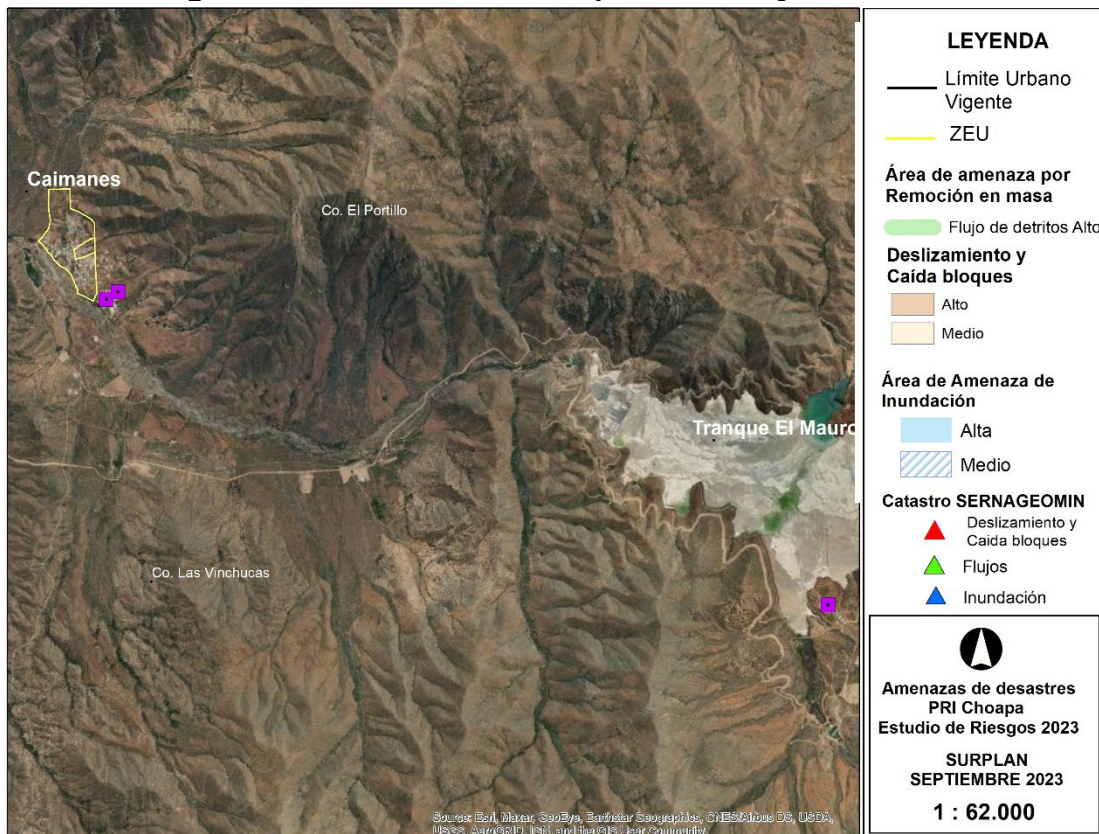 Caimanes
Co. El Portillo
Tranque El Mauro
Co. Las Vinchucas
Source: Esri, Maxar, GeoEye, Earthstar Geographics, CNES/Airbus DS, USDA,
USGS, AeroGRID, IGN, and the GIS User Community
LEYENDA
Límite Urbano
Vigente
ZEU
Área de amenaza por
Remoción en masa
Flujo de detritos Alto
Deslizamiento y
Caída bloques
Alto
Medio
Área de Amenaza de
Inundación
Alta
Medio
Catastro SERNAGEOMIN
Deslizamiento y
Caida bloques
Flujos
Inundación
Amenazas de desastres
PRI Choapa
Estudio de Riesgos 2023
SURPLAN
SEPTIEMBRE 2023
1 : 62.000